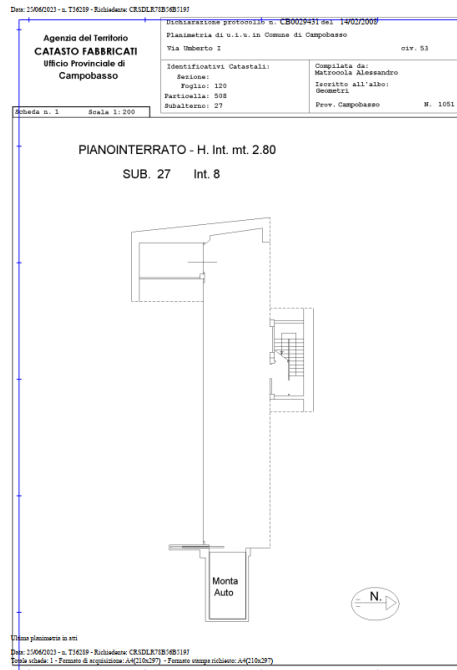 Data: 25/06/2023 - n. T36289 - Richiedente: CRSDLR78B56B519J
Agenzia del Territorio
CATASTO FABBRICATI
Ufficio Provinciale di
Campobasso
Dichiarazione protocollo n. CB0029431 del 14/02/2008
Planimetria di u.i.u. in Comune di Campobasso
Via Umberto I civ. 53
Identificativi Catastali:
Sezione:
Foglio: 120
Particella: 508
Subalterno: 27
Compilata da:
Matrocola Alessandro
Iscritto all'albo:
Geometri
Prov. Campobasso N. 1051
Scheda n. 1 Scala 1:200
PIANOINTERRATO - H. Int. mt. 2.80
SUB. 27 Int. 8
Monta
Auto
N.
Ultima planimetria in atti
Data: 25/06/2023 - n. T36289 - Richiedente: CRSDLR78B56B519J
Totale schede: 1 - Formato di acquisizione: A4(210x297) - Formato stampa richiesto: A4(210x297)